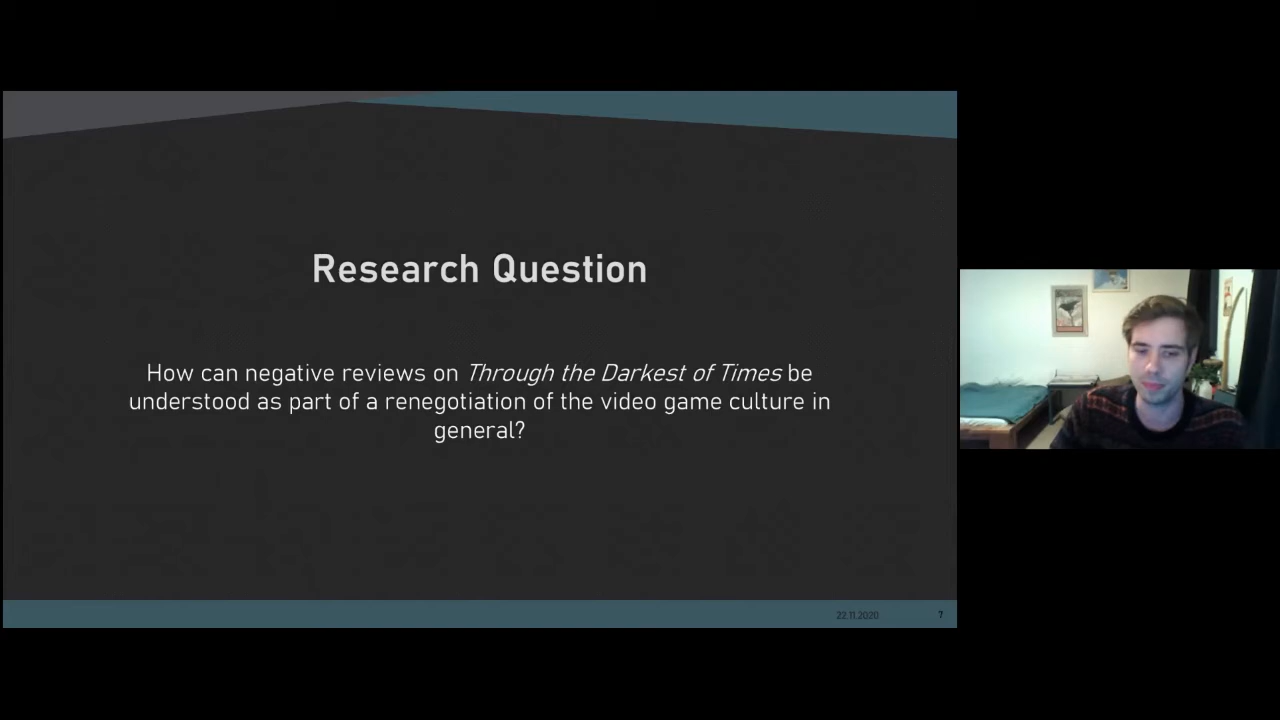 Research Question
How can negative reviews on Through the Darkest of Times be
understood as part of a renegotiation of the video game culture in
general?
22.11.2020
7